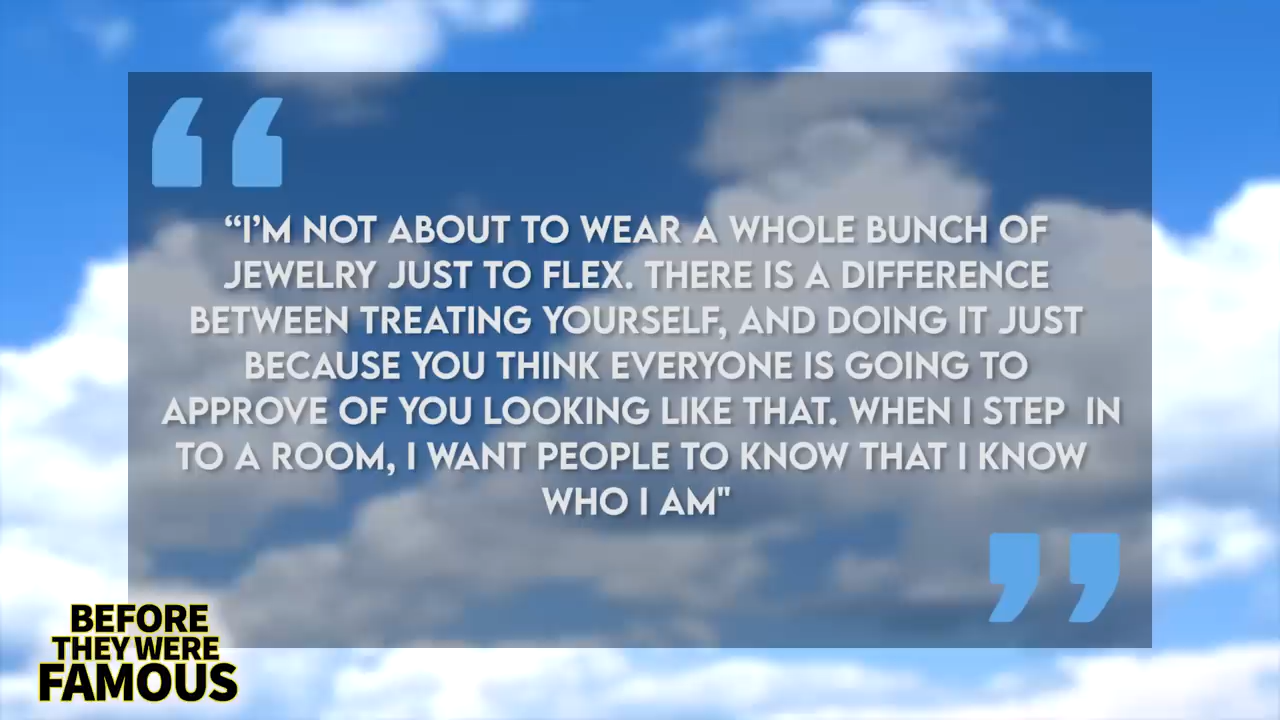 “I’M NOT ABOUT TO WEAR A WHOLE BUNCH OF
JEWELRY JUST TO FLEX. THERE IS A DIFFERENCE
BETWEEN TREATING YOURSELF, AND DOING IT JUST
BECAUSE YOU THINK EVERYONE IS GOING TO
APPROVE OF YOU LOOKING LIKE THAT. WHEN I STEP  IN
TO A ROOM, I WANT PEOPLE TO KNOW THAT I KNOW
WHO I AM"
BEFORE
THEY WERE
FAMOUS